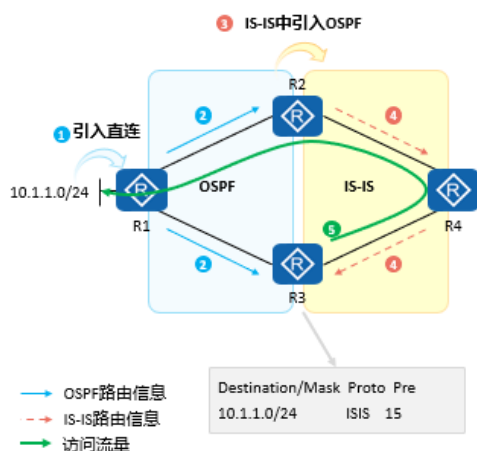 3 IS-IS中引入OSPF
R2
1 引入直连
2
4
R
10.1.1.0/24
R
OSPF
IS-IS
R
R1
5
R4
2
R
4
R3
Destination/Mask Proto Pre
10.1.1.0/24 ISIS 15
OSPF路由信息
IS-IS路由信息
访问流量